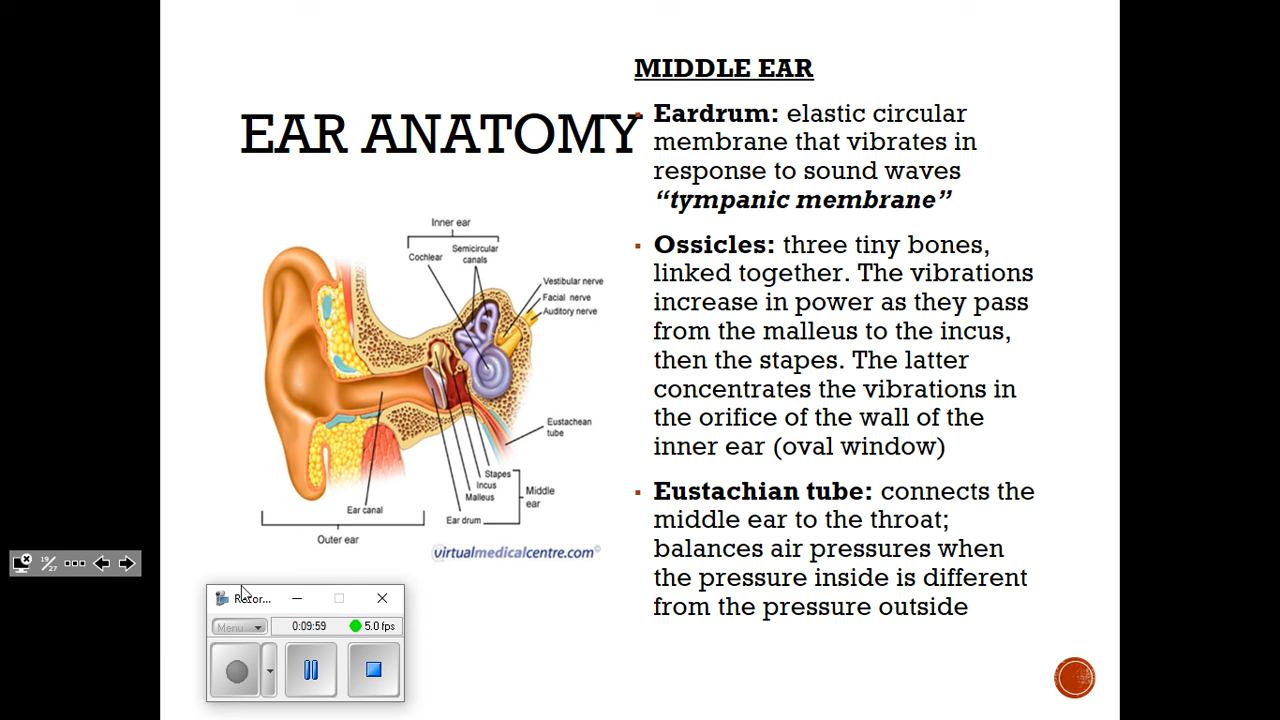 MIDDLE EAR
EAR ANATOMY
▪ Eardrum: elastic circular
membrane that vibrates in
response to sound waves
“tympanic membrane”
▪ Ossicles: three tiny bones,
linked together. The vibrations
increase in power as they pass
from the malleus to the incus,
then the stapes. The latter
concentrates the vibrations in
the orifice of the wall of the
inner ear (oval window)
▪ Eustachian tube: connects the
middle ear to the throat;
balances air pressures when
the pressure inside is different
from the pressure outside
Inner ear
Cochlear
Semicircular
canals
Vestibular nerve
Facial nerve
Auditory nerve
Eustachean
tube
Stapes
Incus
Malleus
Middle
ear
Ear drum
Ear canal
Outer ear
virtualmedicalcentre.com
19/27
Recor...
Menu
0:09:59
5.0 fps